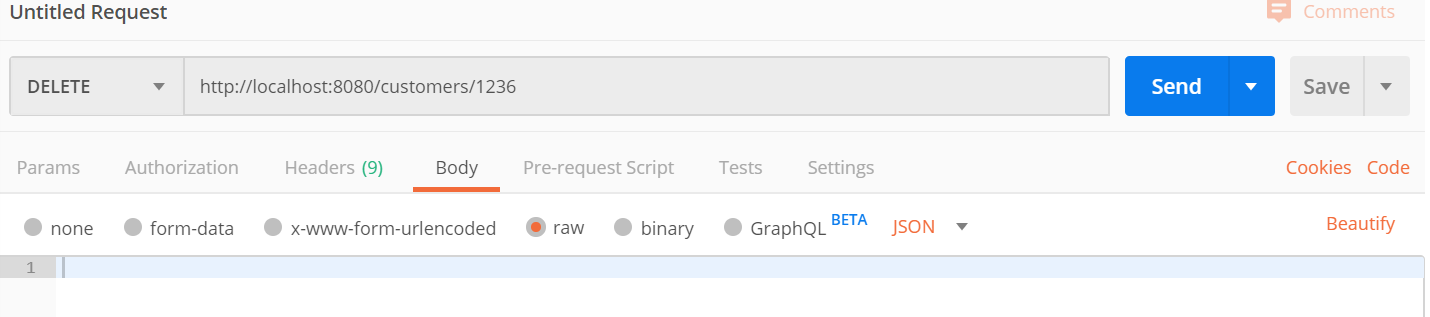 Untitled Request Comments
DELETE http://localhost:8080/customers/1236 Send Save
Params Authorization Headers (9) Body Pre-request Script Tests Settings Cookies Code
none form-data x-www-form-urlencoded raw binary GraphQL BETA JSON Beautify
1